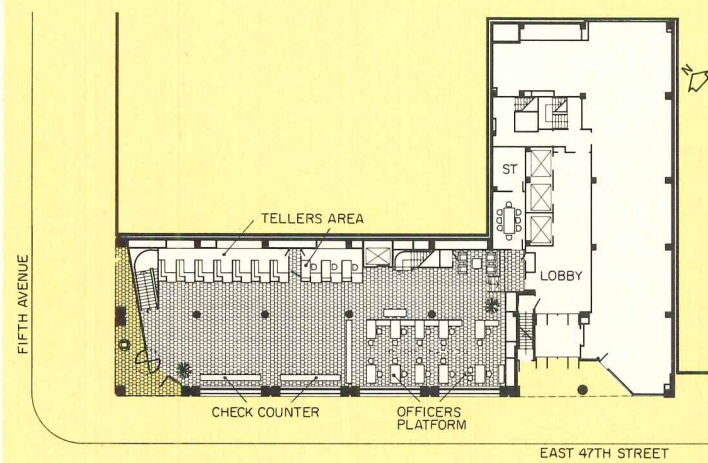 N
ST
TELLERS AREA
LOBBY
FIFTH AVENUE
CHECK COUNTER
OFFICERS
PLATFORM
EAST 47TH STREET